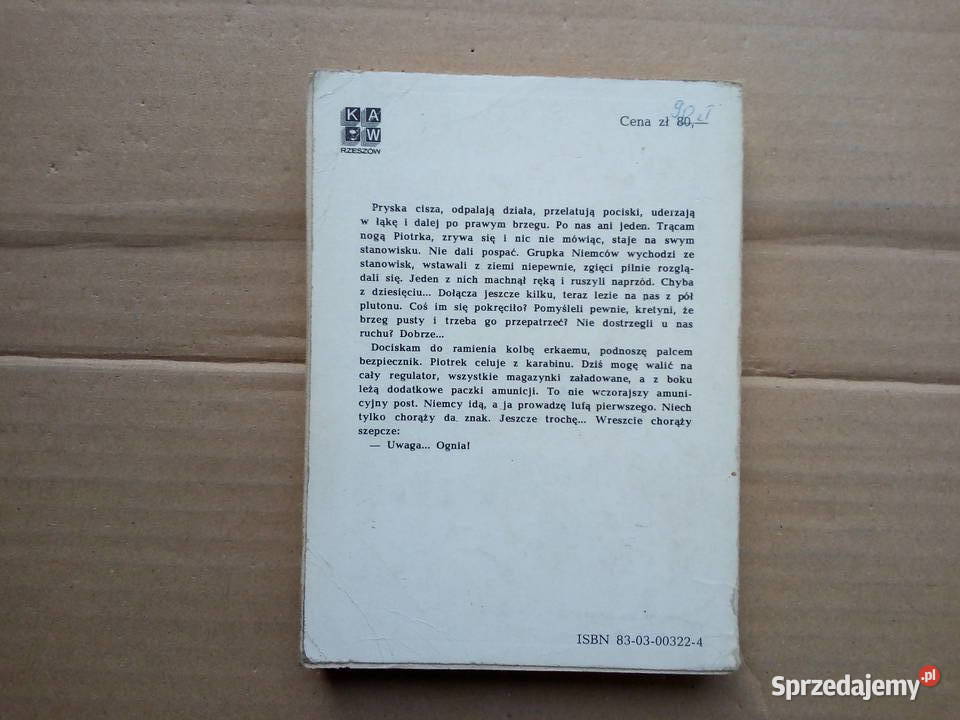 K A
W
RZESZÓW
90 zł
Cena zł 80,—
Pryska cisza, odpalają działa, przelatują pociski, uderzają
w łąkę i dalej po prawym brzegu. Po nas ani jeden. Trącam
nogą Piotrka, zrywa się i nic nie mówiąc, staje na swym
stanowisku. Nie dali pospać. Grupka Niemców wychodzi ze
stanowisk, wstawali z ziemi niepewnie, zgięci pilnie rozglą-
dali się. Jeden z nich machnął ręką i ruszyli naprzód. Chyba
z dziesięciu... Dołącza jeszcze kilku, teraz lezie na nas z pół
plutonu. Coś im się pokręciło? Pomyśleli pewnie, kretyni, że
brzeg pusty i trzeba go przepatrzeć? Nie dostrzegli u nas
ruchu? Dobrze...
Dociskam do ramienia kolbę erkaemu, podnoszę palcem
bezpiecznik. Piotrek celuje z karabinu. Dziś mogę walić na
cały regulator, wszystkie magazynki załadowane, a z boku
leżą dodatkowe paczki amunicji. To nie wczorajszy amuni-
cyjny post. Niemcy idą, a ja prowadzę lufą pierwszego. Niech
tylko chorąży da znak. Jeszcze trochę... Wreszcie chorąży
szepcze:
— Uwaga... Ognia!
ISBN 83-03-00322-4
Sprzedajemy.pl